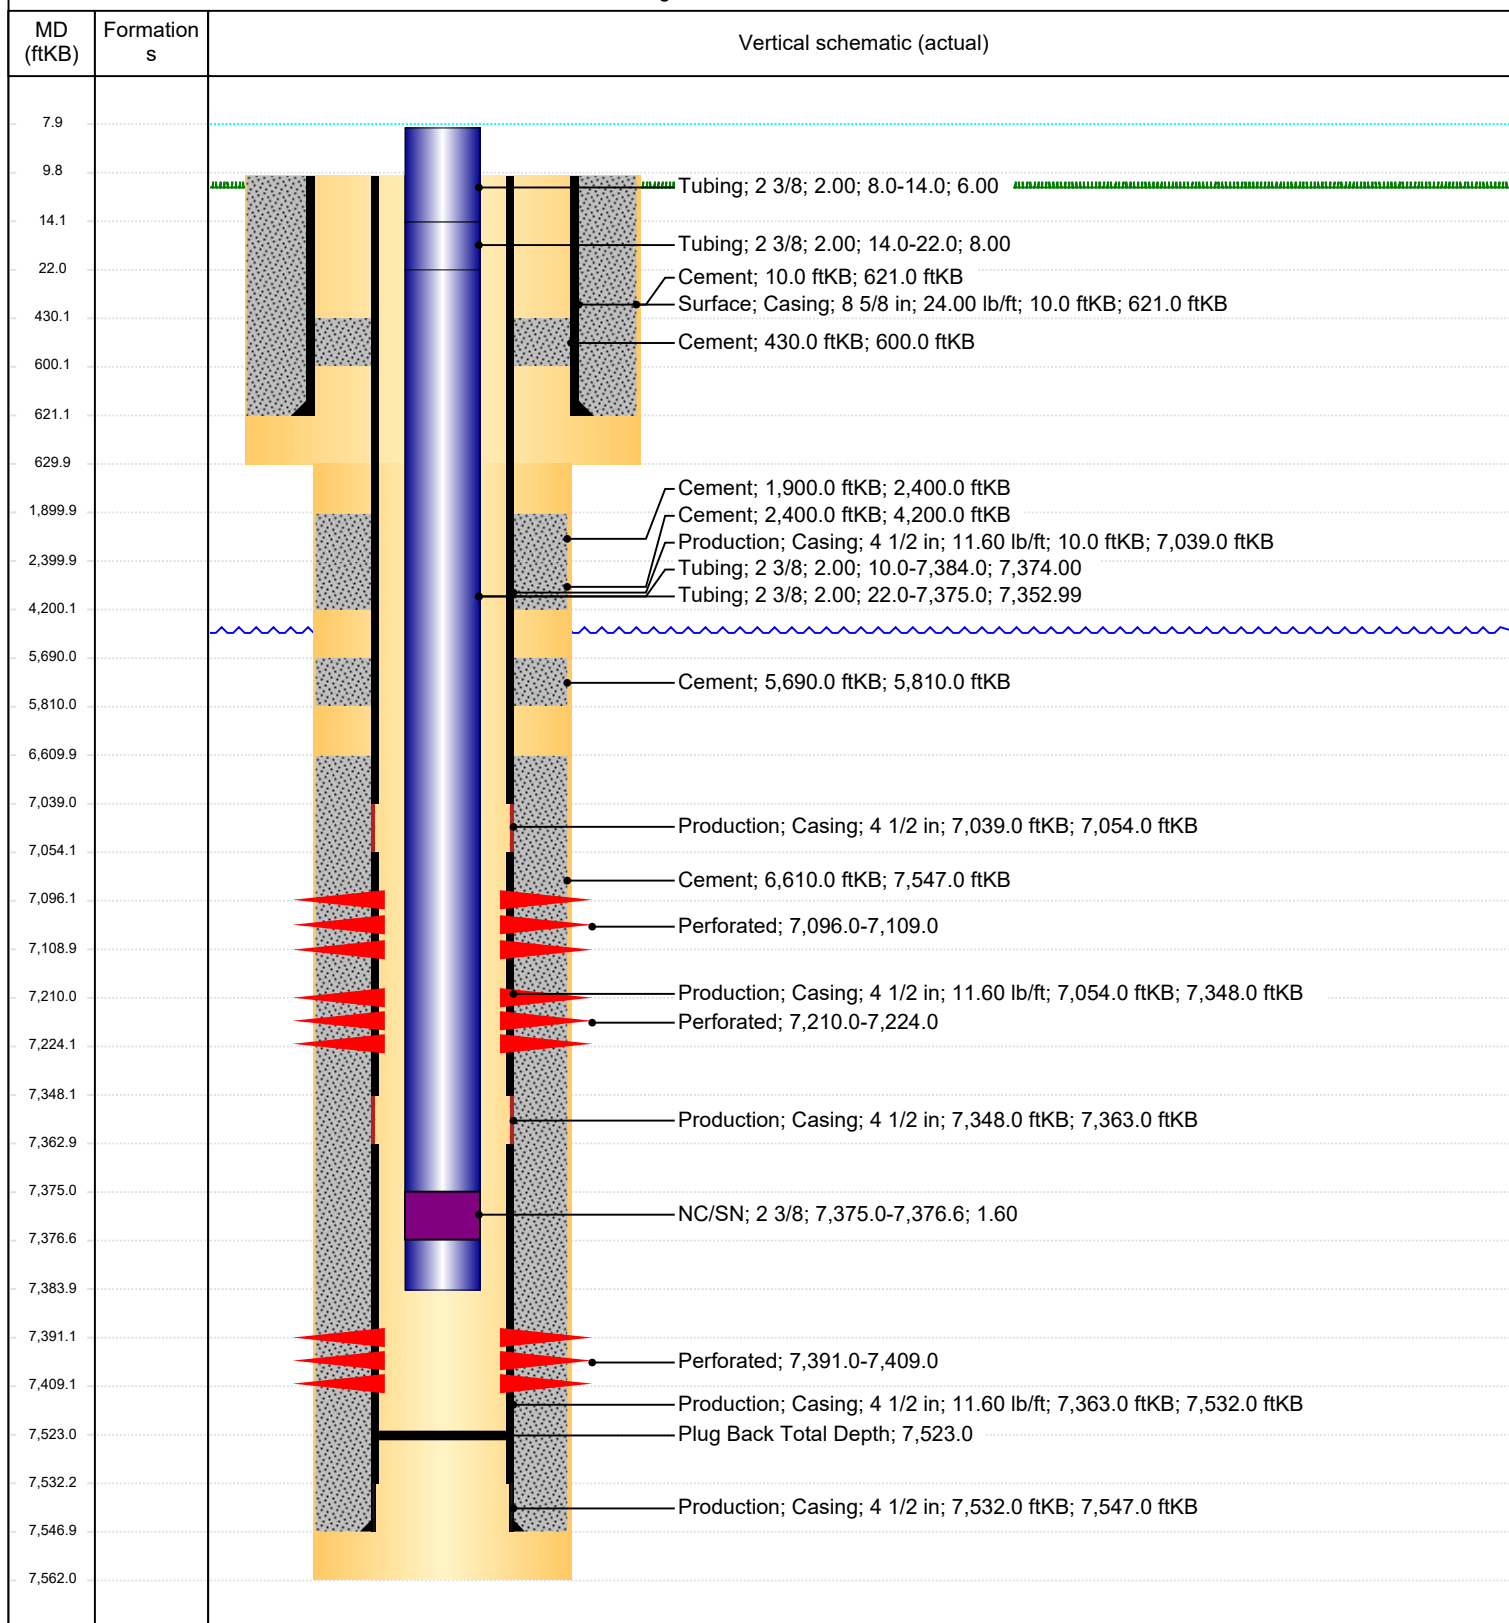 MD
(ftKB)
Formation
s
Vertical schematic (actual)
7.9
9.8
14.1
22.0
430.1
600.1
621.1
629.9
1,899.9
2,399.9
4,200.1
5,690.0
5,810.0
6,609.9
7,039.0
7,054.1
7,096.1
7,108.9
7,210.0
7,224.1
7,348.1
7,362.9
7,375.0
7,376.6
7,383.9
7,391.1
7,409.1
7,523.0
7,532.2
7,546.9
7,562.0
Tubing; 2 3/8; 2.00; 8.0-14.0; 6.00
Tubing; 2 3/8; 2.00; 14.0-22.0; 8.00
Cement; 10.0 ftKB; 621.0 ftKB
Surface; Casing; 8 5/8 in; 24.00 lb/ft; 10.0 ftKB; 621.0 ftKB
Cement; 430.0 ftKB; 600.0 ftKB
Cement; 1,900.0 ftKB; 2,400.0 ftKB
Cement; 2,400.0 ftKB; 4,200.0 ftKB
Production; Casing; 4 1/2 in; 11.60 lb/ft; 10.0 ftKB; 7,039.0 ftKB
Tubing; 2 3/8; 2.00; 10.0-7,384.0; 7,374.00
Tubing; 2 3/8; 2.00; 22.0-7,375.0; 7,352.99
Cement; 5,690.0 ftKB; 5,810.0 ftKB
Production; Casing; 4 1/2 in; 7,039.0 ftKB; 7,054.0 ftKB
Cement; 6,610.0 ftKB; 7,547.0 ftKB
Perforated; 7,096.0-7,109.0
Production; Casing; 4 1/2 in; 11.60 lb/ft; 7,054.0 ftKB; 7,348.0 ftKB
Perforated; 7,210.0-7,224.0
Production; Casing; 4 1/2 in; 7,348.0 ftKB; 7,363.0 ftKB
NC/SN; 2 3/8; 7,375.0-7,376.6; 1.60
Perforated; 7,391.0-7,409.0
Production; Casing; 4 1/2 in; 11.60 lb/ft; 7,363.0 ftKB; 7,532.0 ftKB
Plug Back Total Depth; 7,523.0
Production; Casing; 4 1/2 in; 7,532.0 ftKB; 7,547.0 ftKB